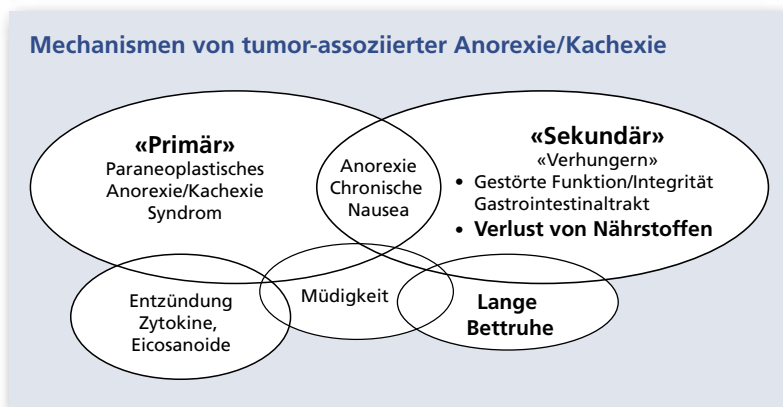 Mechanismen von tumor-assoziierter Anorexie/Kachexie
«Primär»
Paraneoplastisches
Anorexie/Kachexie
Syndrom
Anorexie
Chronische
Nausea
«Sekundär»
«Verhungern»
• Gestörte Funktion/Integrität
Gastrointestinaltrakt
• Verlust von Nährstoffen
Entzündung
Zytokine,
Eicosanoide
Müdigkeit
Lange
Bettruhe